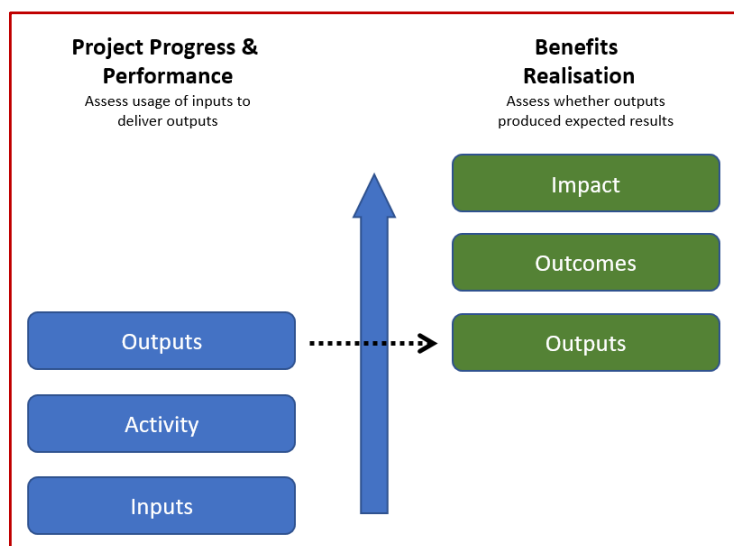 Project Progress &
Performance
Assess usage of inputs to
deliver outputs
Benefits
Realisation
Assess whether outputs
produced expected results
Impact
Outcomes
Outputs
Outputs
Activity
Inputs